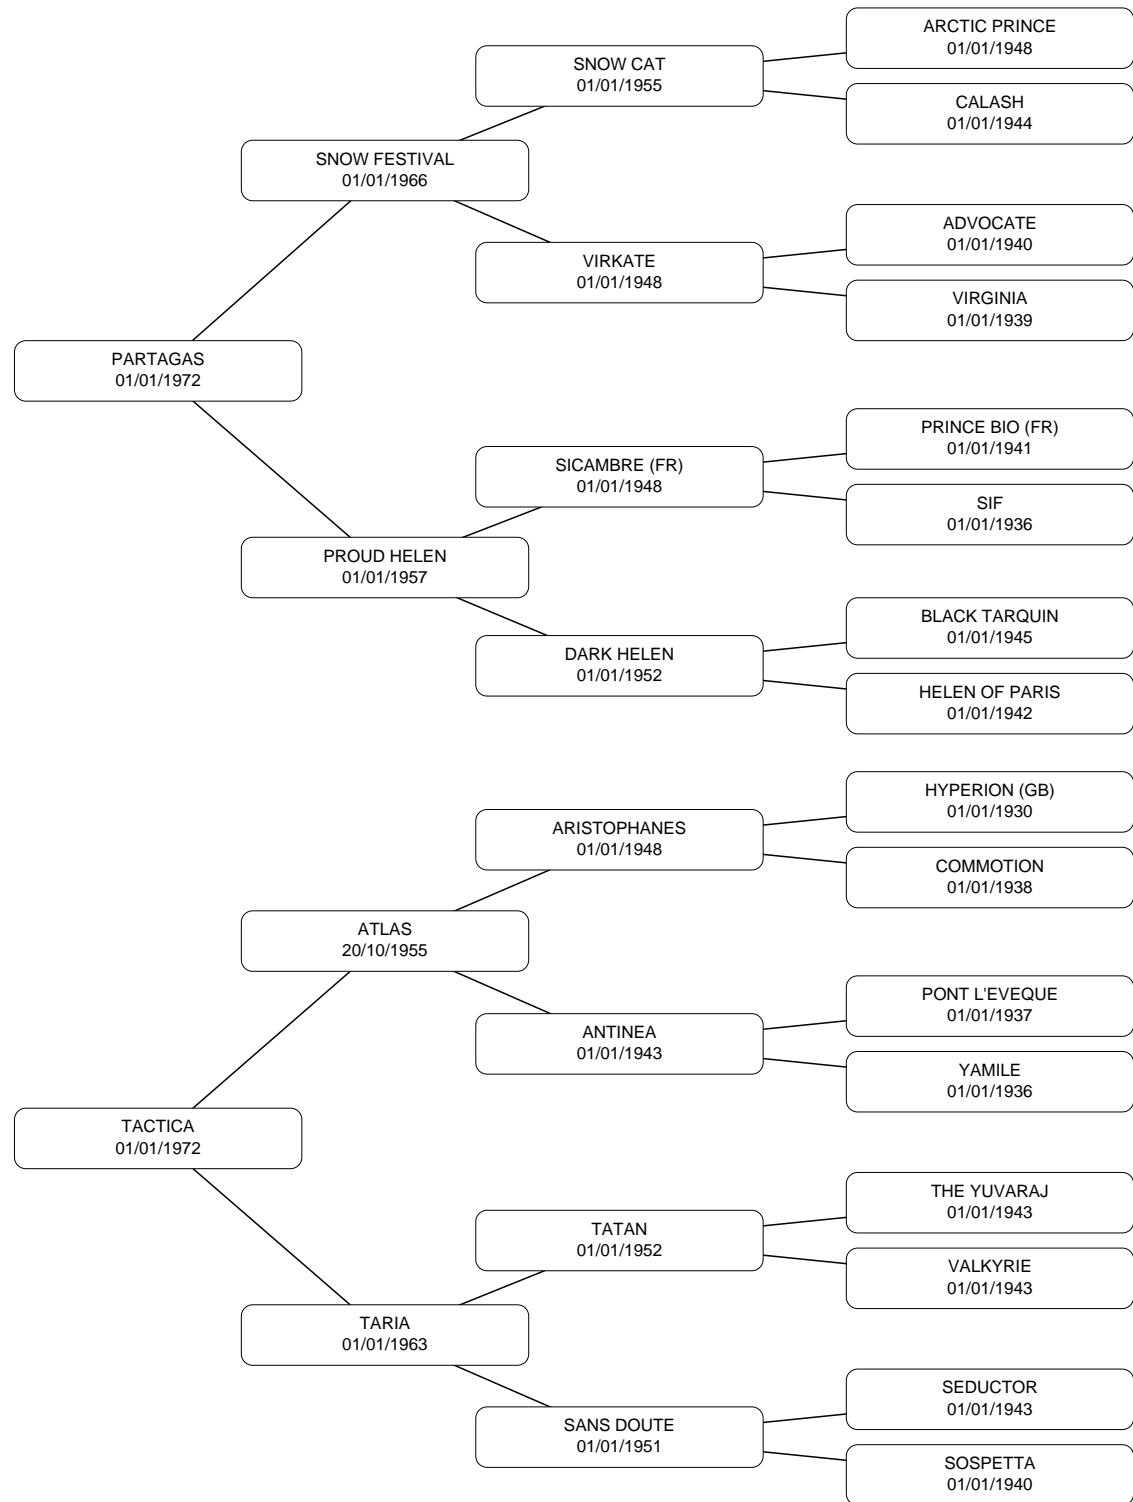 ARCTIC PRINCE
01/01/1948
SNOW CAT
01/01/1955
CALASH
01/01/1944
SNOW FESTIVAL
01/01/1966
ADVOCATE
01/01/1940
VIRKATE
01/01/1948
VIRGINIA
01/01/1939
PARTAGAS
01/01/1972
PRINCE BIO (FR)
01/01/1941
SICAMBRE (FR)
01/01/1948
SIF
01/01/1936
PROUD HELEN
01/01/1957
BLACK TARQUIN
01/01/1945
DARK HELEN
01/01/1952
HELEN OF PARIS
01/01/1942
HYPERION (GB)
01/01/1930
ARISTOPHANES
01/01/1948
COMMOTION
01/01/1938
ATLAS
20/10/1955
PONT L'EVEQUE
01/01/1937
ANTINEA
01/01/1943
YAMILE
01/01/1936
TACTICA
01/01/1972
THE YUVARAJ
01/01/1943
TATAN
01/01/1952
VALKYRIE
01/01/1943
TARIA
01/01/1963
SEDUCTOR
01/01/1943
SANS DOUTE
01/01/1951
SOSPETTA
01/01/1940